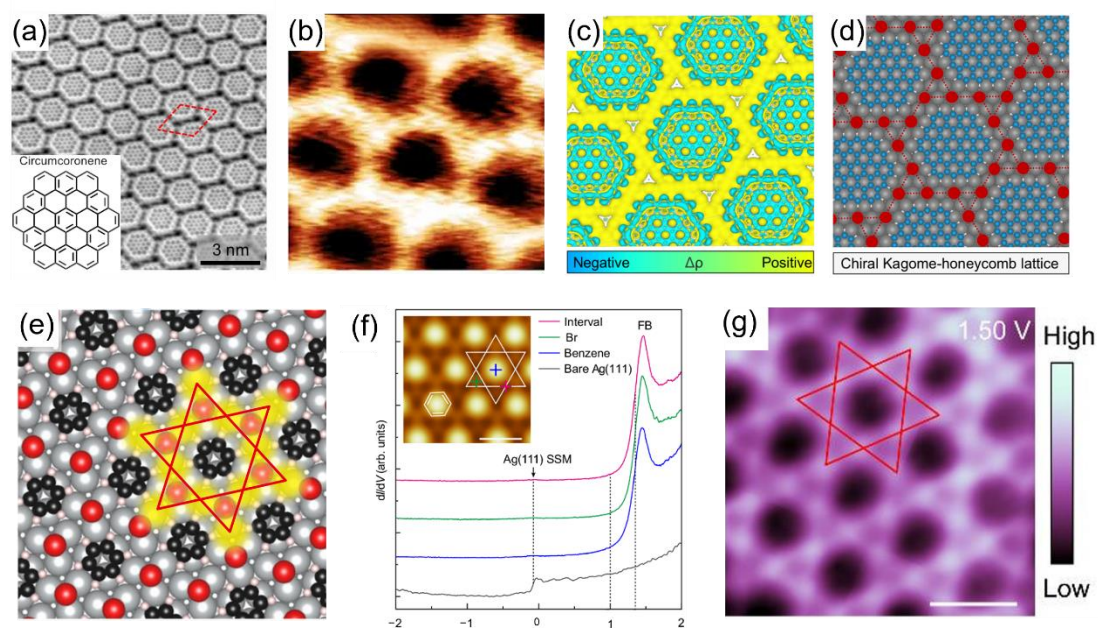 (a)
Circumcoronene
3 nm
(b)
(c)
Negative Δρ Positive
(d)
Chiral Kagome-honeycomb lattice
(e)
(f)
FB
Interval
Br
Benzene
Bare Ag(111)
Ag(111) SSM
dI/dV (arb. units)
−2 −1 0 1 2
(g)
1.50 V
High
Low